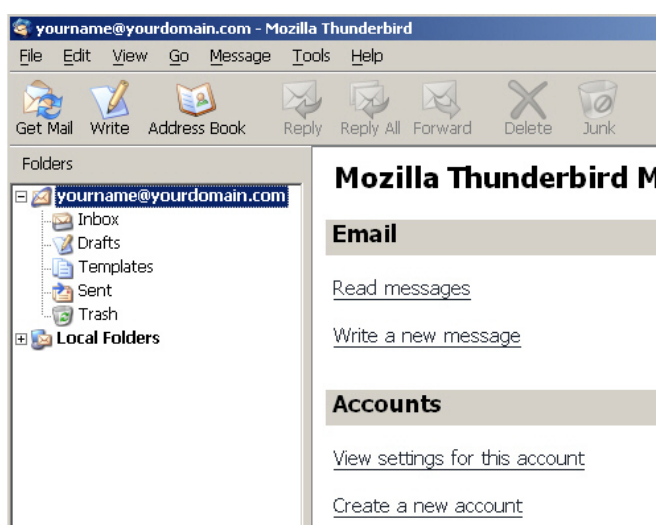 yourname@yourdomain.com - Mozilla Thunderbird
File Edit View Go Message Tools Help
Get Mail Write Address Book Reply Reply All Forward Delete Junk
Folders
yourname@yourdomain.com
Inbox
Drafts
Templates
Sent
Trash
Local Folders
Mozilla Thunderbird M
Email
Read messages
Write a new message
Accounts
View settings for this account
Create a new account